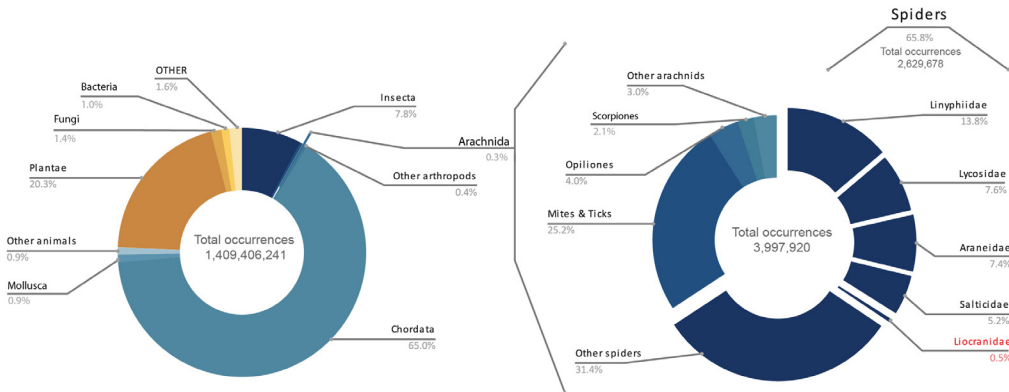 OTHER
1.6%
Bacteria
1.0%
Fungi
1.4%
Plantae
20.3%
Other animals
0.9%
Mollusca
0.9%
Insecta
7.8%
Arachnida
0.3%
Other arthropods
0.4%
Total occurrences
1,409,406,241
Chordata
65.0%
Spiders
65.8%
Total occurrences
2,629,678
Other arachnids
3.0%
Scorpiones
2.1%
Opiliones
4.0%
Mites & Ticks
25.2%
Total occurrences
3,997,920
Other spiders
31.4%
Linyphiidae
13.8%
Lycosidae
7.6%
Araneidae
7.4%
Salticidae
5.2%
Liocranidae
0.5%